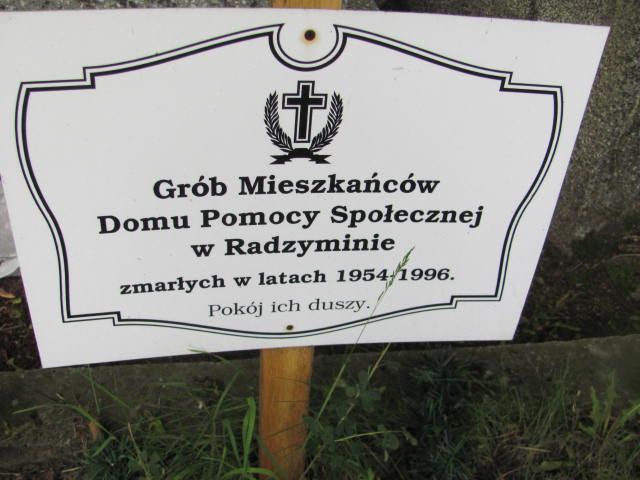 Grób Mieszkańców
Domu Pomocy Społecznej
w Radzyminie
zmarłych w latach 1954-1996.
Pokój ich duszy.